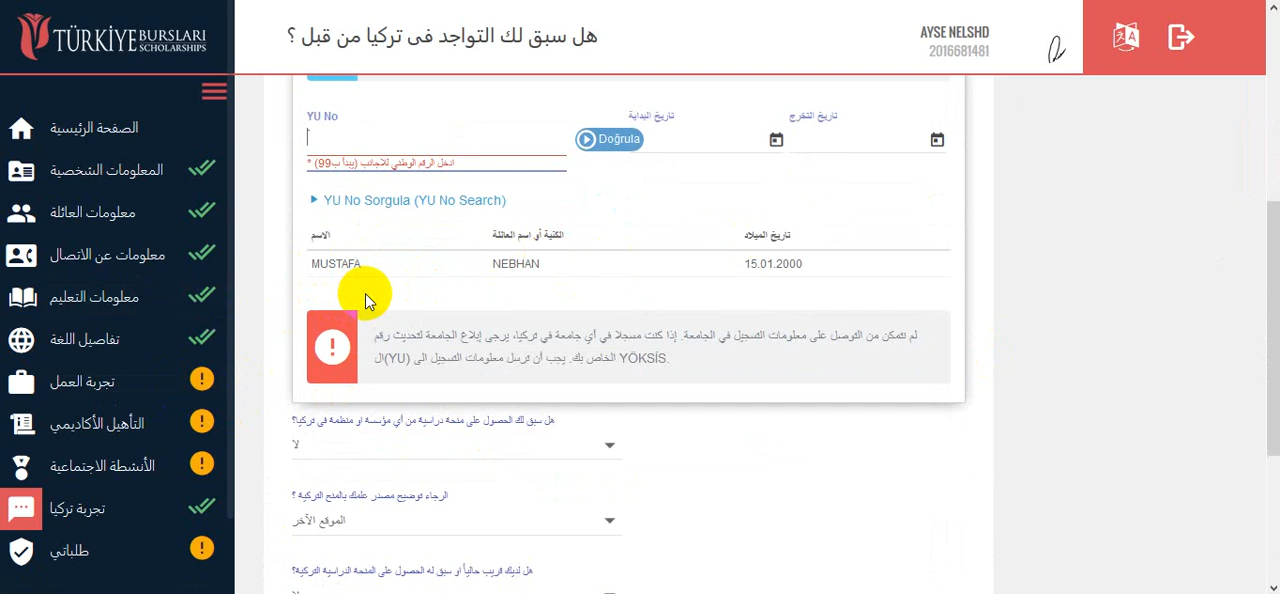 TÜRKİYE BURSLARI SCHOLARSHIPS
هل سبق لك التواجد فى تركيا من قبل ؟
AYSE NELSHD
2016681481
الصفحة الرئيسية
المعلومات الشخصية
معلومات العائلة
معلومات عن الاتصال
معلومات التعليم
تفاصيل اللغة
تجربة العمل
التأهيل الأكاديمي
الأنشطة الاجتماعية
تجربة تركيا
طلباتي
YU No
تاريخ البداية
تاريخ التخرج
Doğrula
* ادخل الرقم الوطني للاجانب (يبدأ ب99)
YU No Sorgula (YU No Search)
الاسم
الكنية أو اسم العائلة
تاريخ الميلاد
MUSTAFA
NEBHAN
15.01.2000
لم تتمكن من التوصل على معلومات التسجيل في الجامعة. إذا كنت مسجلا في أي جامعة في تركيا، يرجى إبلاغ الجامعة لتحديث رقم
ال(YU) الخاص بك. يجب أن ترسل معلومات التسجيل الى YÖKSİS.
هل سبق لك الحصول على منحة دراسية من أي مؤسسة او منظمة فى تركيا؟
لا
الرجاء توضيح مصدر علمك بالمنح التركية ؟
الموقع الآخر
هل لديك قريب حالياً او سبق له الحصول على المنحة الدراسية التركية؟